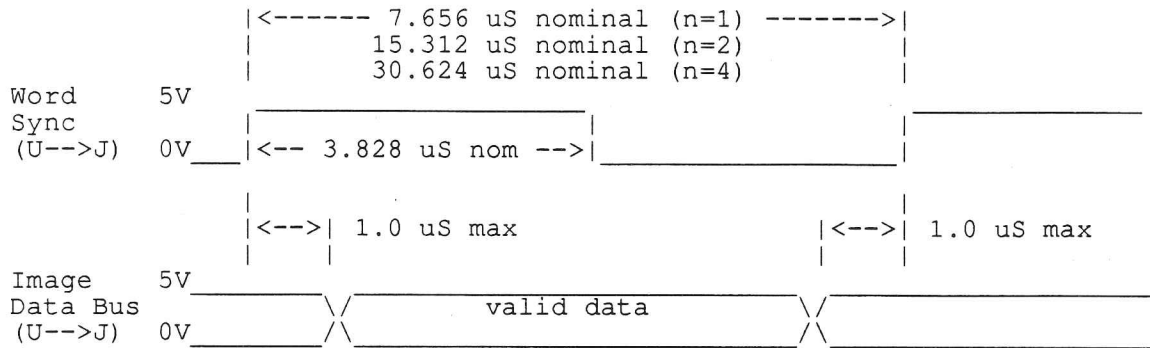 |<------ 7.656 uS nominal (n=1) ------->|
15.312 uS nominal (n=2)
30.624 uS nominal (n=4)
Word 5V
Sync
(U-->J) 0V
|<-- 3.828 uS nom -->|
|<-->| 1.0 uS max |<-->| 1.0 uS max
Image 5V
Data Bus valid data
(U-->J) 0V